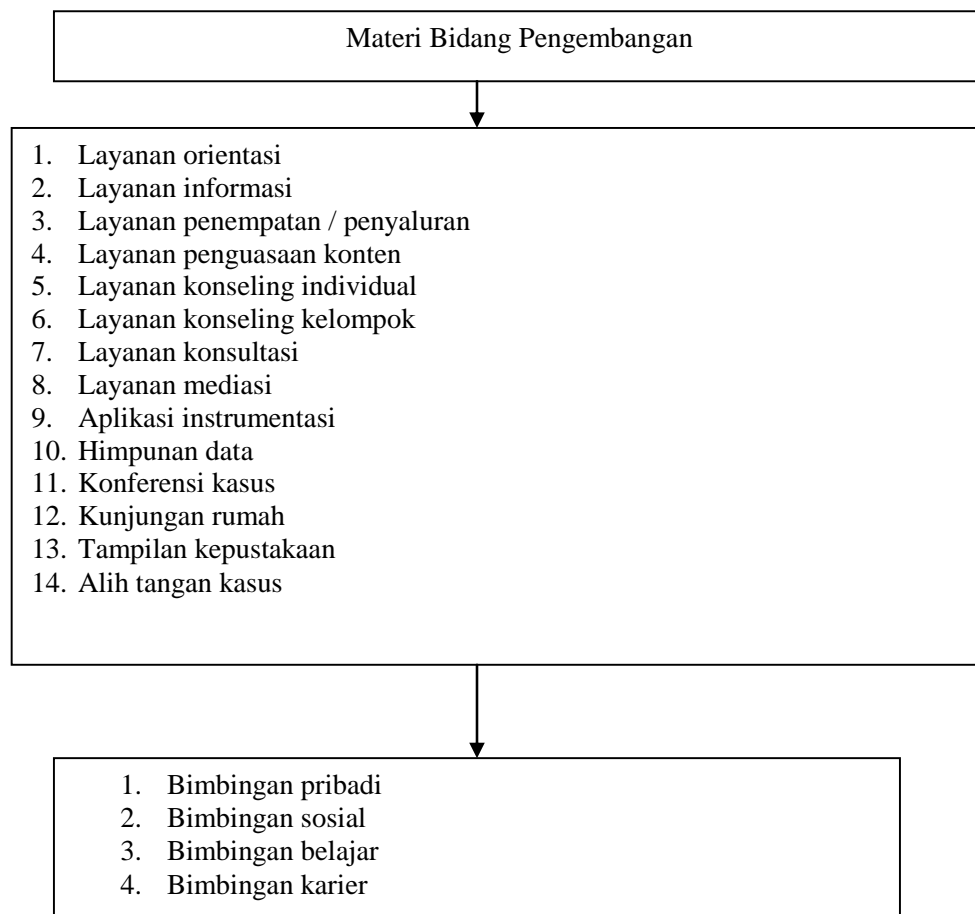 Materi Bidang Pengembangan
1. Layanan orientasi
2. Layanan informasi
3. Layanan penempatan / penyaluran
4. Layanan penguasaan konten
5. Layanan konseling individual
6. Layanan konseling kelompok
7. Layanan konsultasi
8. Layanan mediasi
9. Aplikasi instrumentasi
10. Himpunan data
11. Konferensi kasus
12. Kunjungan rumah
13. Tampilan kepustakaan
14. Alih tangan kasus
1. Bimbingan pribadi
2. Bimbingan sosial
3. Bimbingan belajar
4. Bimbingan karier